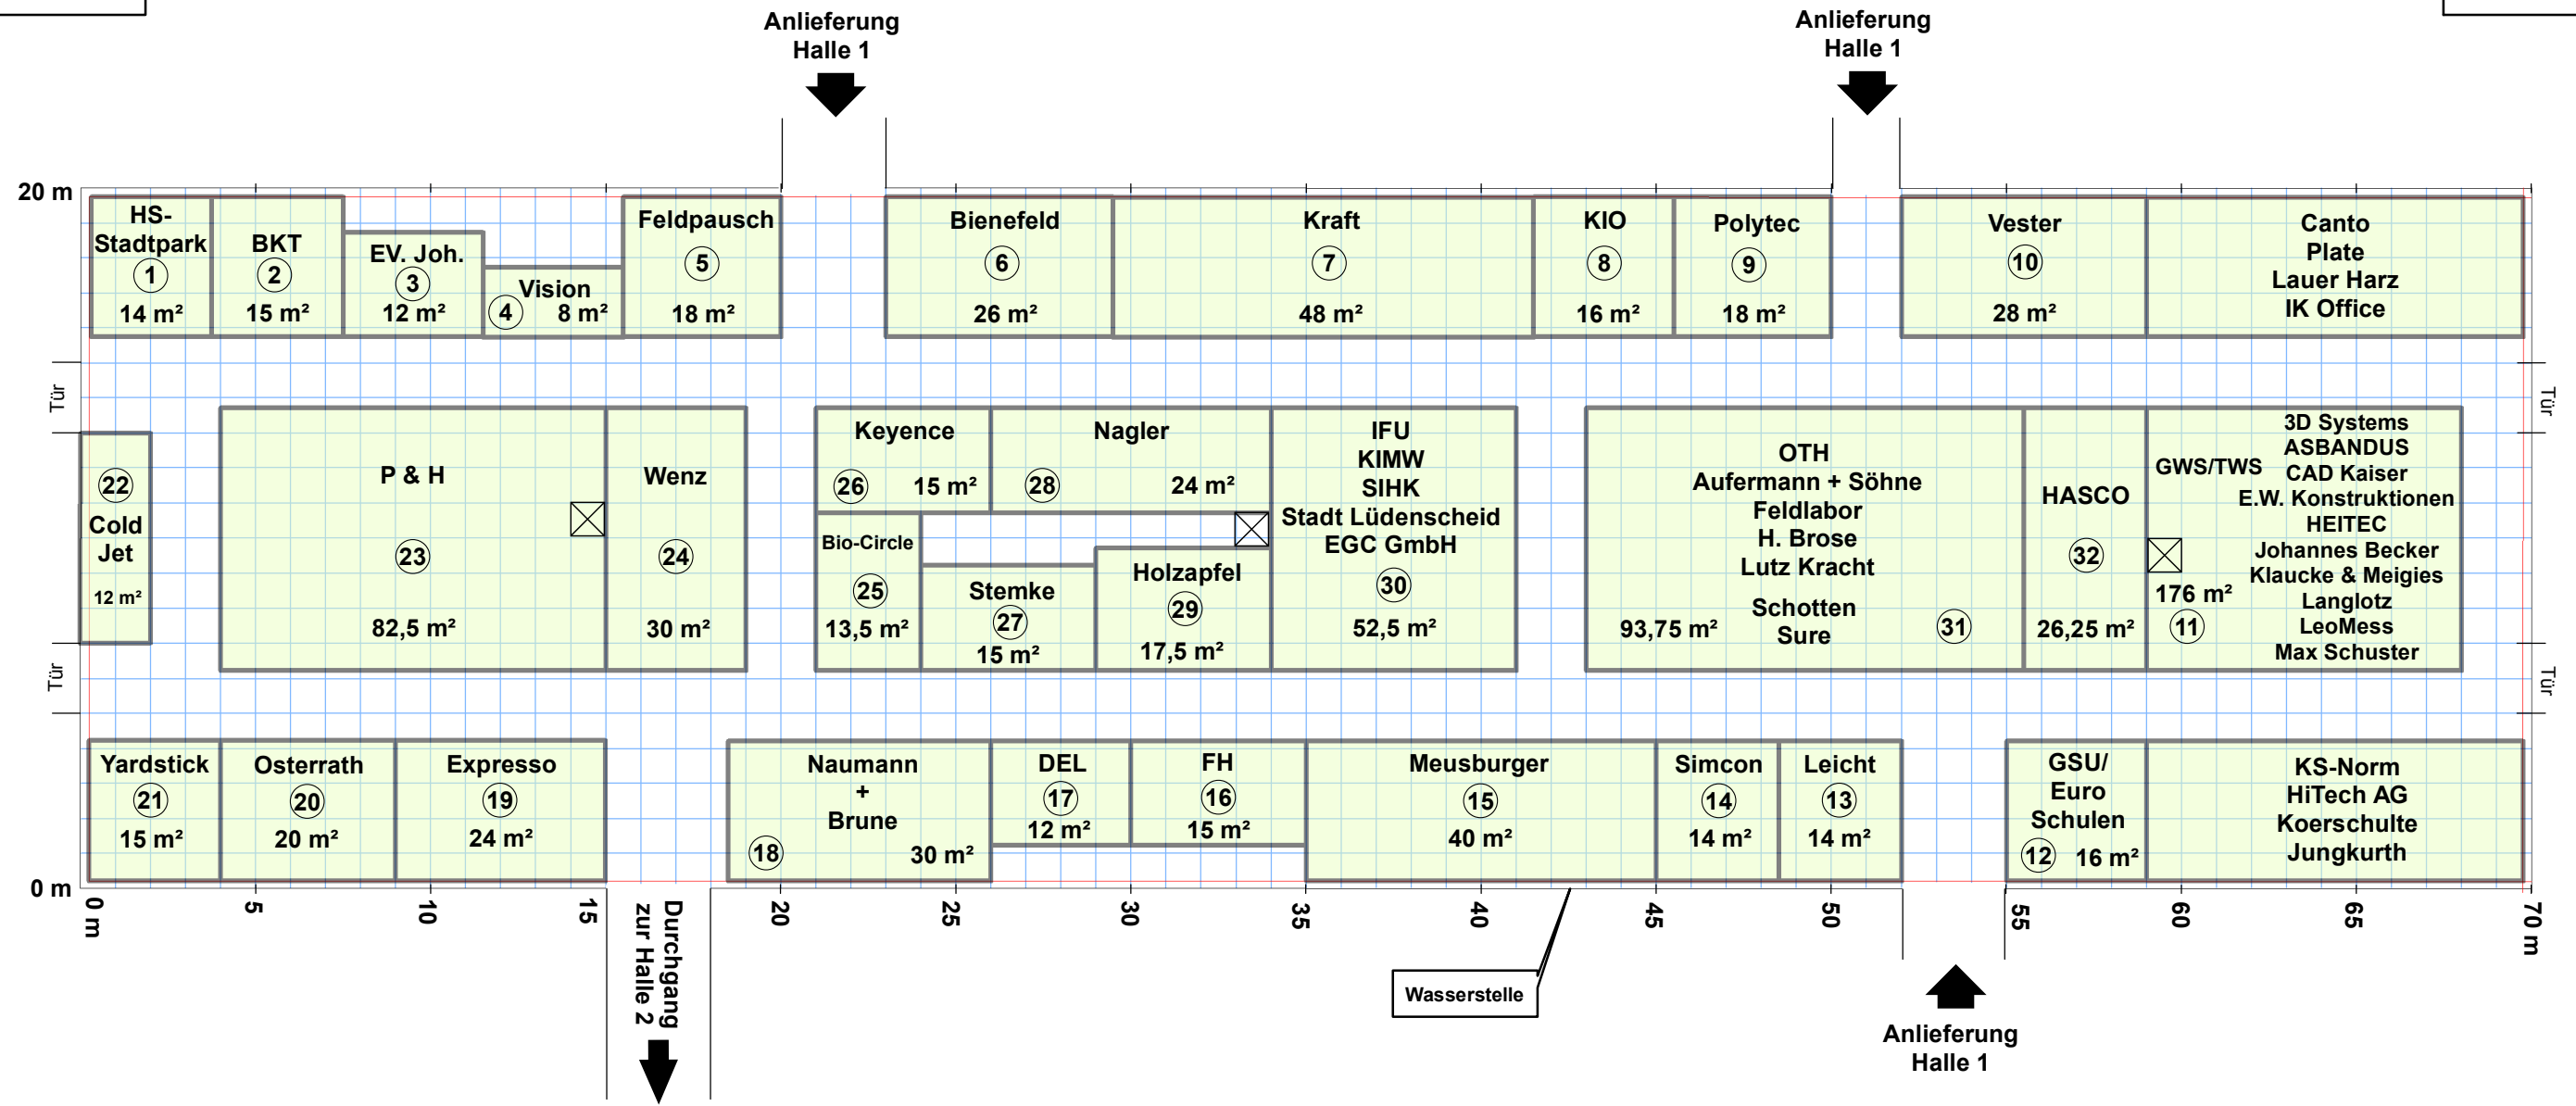 Anlieferung
Halle 1
Anlieferung
Halle 1
20 m
HS-
Stadtpark
1
14 m²
BKT
2
15 m²
EV. Joh.
3
12 m²
Vision
4 8 m²
Feldpausch
5
18 m²
Bienefeld
6
26 m²
Kraft
7
48 m²
KIO
8
16 m²
Polytec
9
18 m²
Vester
10
28 m²
Canto
Plate
Lauer Harz
IK Office
Tür
Tür
22
Cold
Jet
12 m²
P & H
23
82,5 m²
Wenz
24
30 m²
Keyence
26 15 m²
Nagler
28 24 m²
Bio-Circle
25
13,5 m²
Stemke
27
15 m²
Holzapfel
29
17,5 m²
IFU
KIMW
SIHK
Stadt Lüdenscheid
EGC GmbH
30
52,5 m²
OTH
Aufermann + Söhne
Feldlabor
H. Brose
Lutz Kracht
Schotten
Sure
93,75 m²
31
HASCO
32
26,25 m²
GWS/TWS
176 m²
11
3D Systems
ASBANDUS
CAD Kaiser
E.W. Konstruktionen
HEITEC
Johannes Becker
Klaucke & Meigies
Langlotz
LeoMess
Max Schuster
Tür
Tür
Yardstick
21
15 m²
Osterrath
20
20 m²
Expresso
19
24 m²
Naumann
+
Brune
18 30 m²
DEL
17
12 m²
FH
16
15 m²
Meusburger
15
40 m²
Simcon
14
14 m²
Leicht
13
14 m²
GSU/
Euro
Schulen
12 16 m²
KS-Norm
HiTech AG
Koerschulte
Jungkurth
0 m
0 m 5 10 15 20 25 30 35 40 45 50 55 60 65 70 m
Durchgang
zur Halle 2
Wasserstelle
Anlieferung
Halle 1